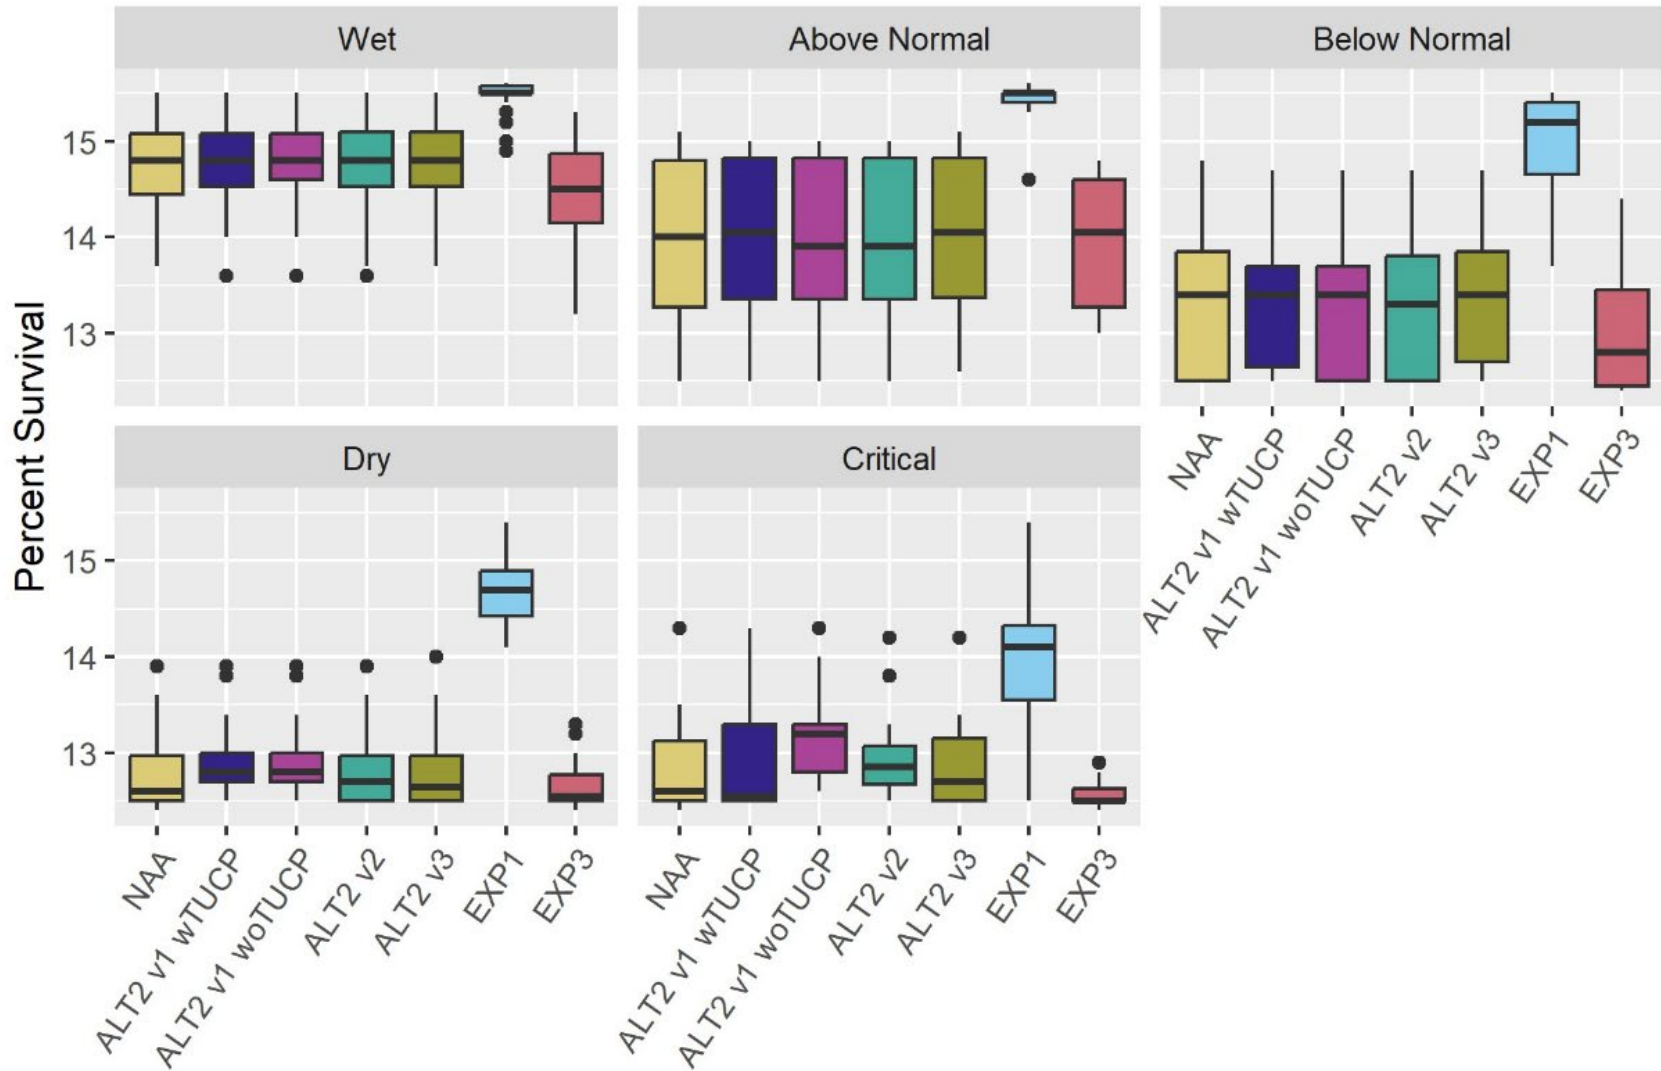 Percent Survival
Wet
Above Normal
Below Normal
15
14
13
NAA
ALT2 v1 wTUCP
ALT2 v1 woTUCP
ALT2 v2
ALT2 v3
EXP1
EXP3
Dry
Critical
15
14
13
NAA
ALT2 v1 wTUCP
ALT2 v1 woTUCP
ALT2 v2
ALT2 v3
EXP1
EXP3
NAA
ALT2 v1 wTUCP
ALT2 v1 woTUCP
ALT2 v2
ALT2 v3
EXP1
EXP3